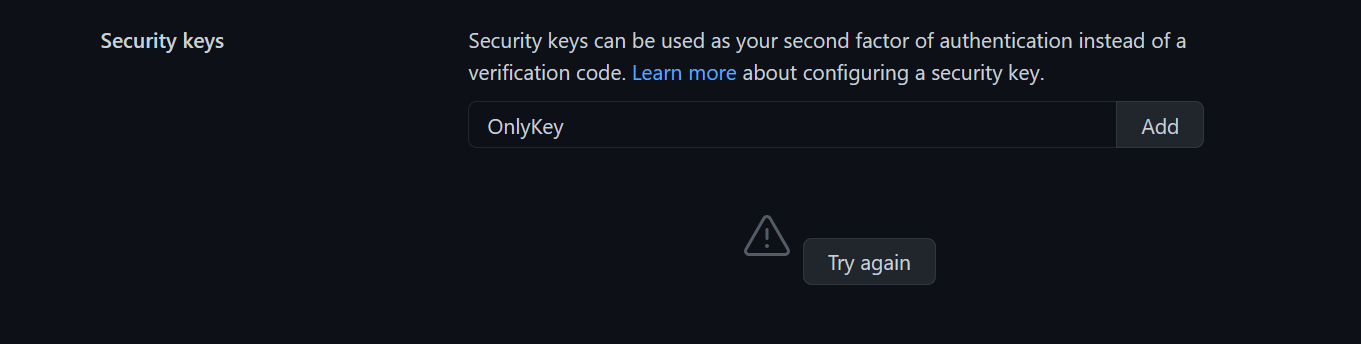 Security keys
Security keys can be used as your second factor of authentication instead of a
verification code. Learn more about configuring a security key.
OnlyKey
Add
Try again